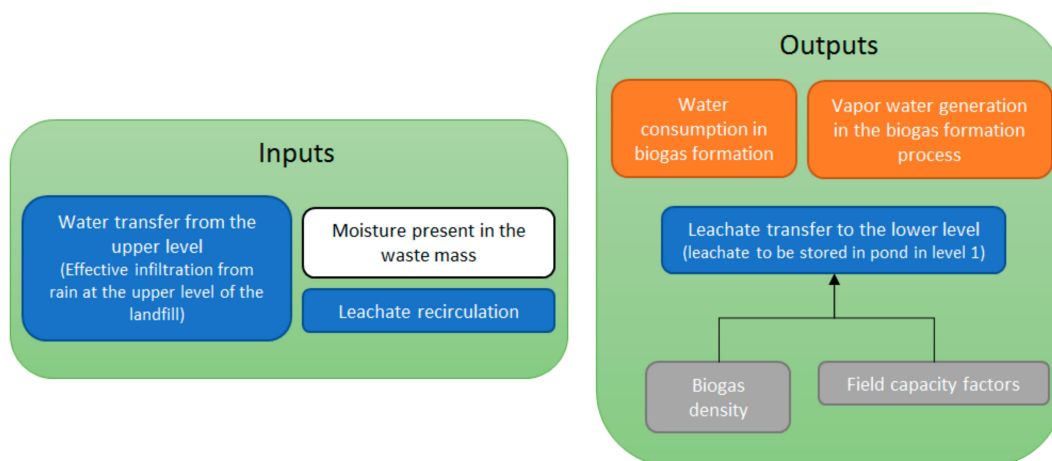 Inputs
Water transfer from the
upper level
(Effective infiltration from
rain at the upper level of the
landfill)
Moisture present in the
waste mass
Leachate recirculation
Outputs
Water
consumption in
biogas formation
Vapor water generation
in the biogas formation
process
Leachate transfer to the lower level
(leachate to be stored in pond in level 1)
Biogas
density
Field capacity factors